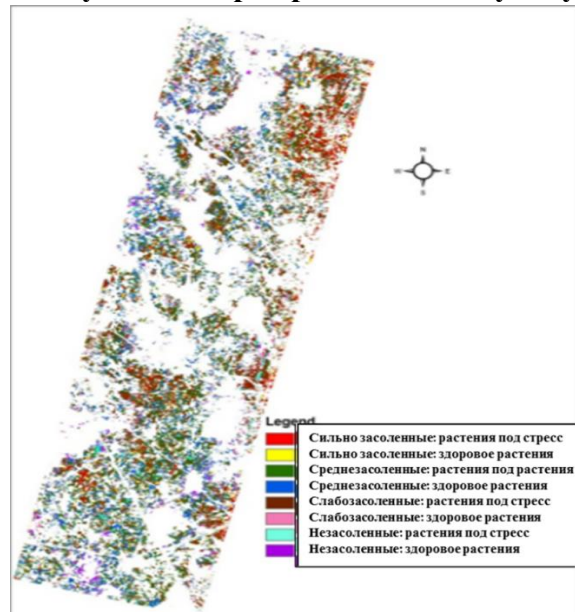 N
W E
S
Legend
Сильно засоленные: растения под стресс
Сильно засоленные: здоровое растения
Среднезасоленные: растения под растения
Среднезасоленные: здоровое растения
Слабозасоленные: растения под стресс
Слабозасоленные: здоровое растения
Незасоленные: растения под стресс
Незасоленные: здоровое растения